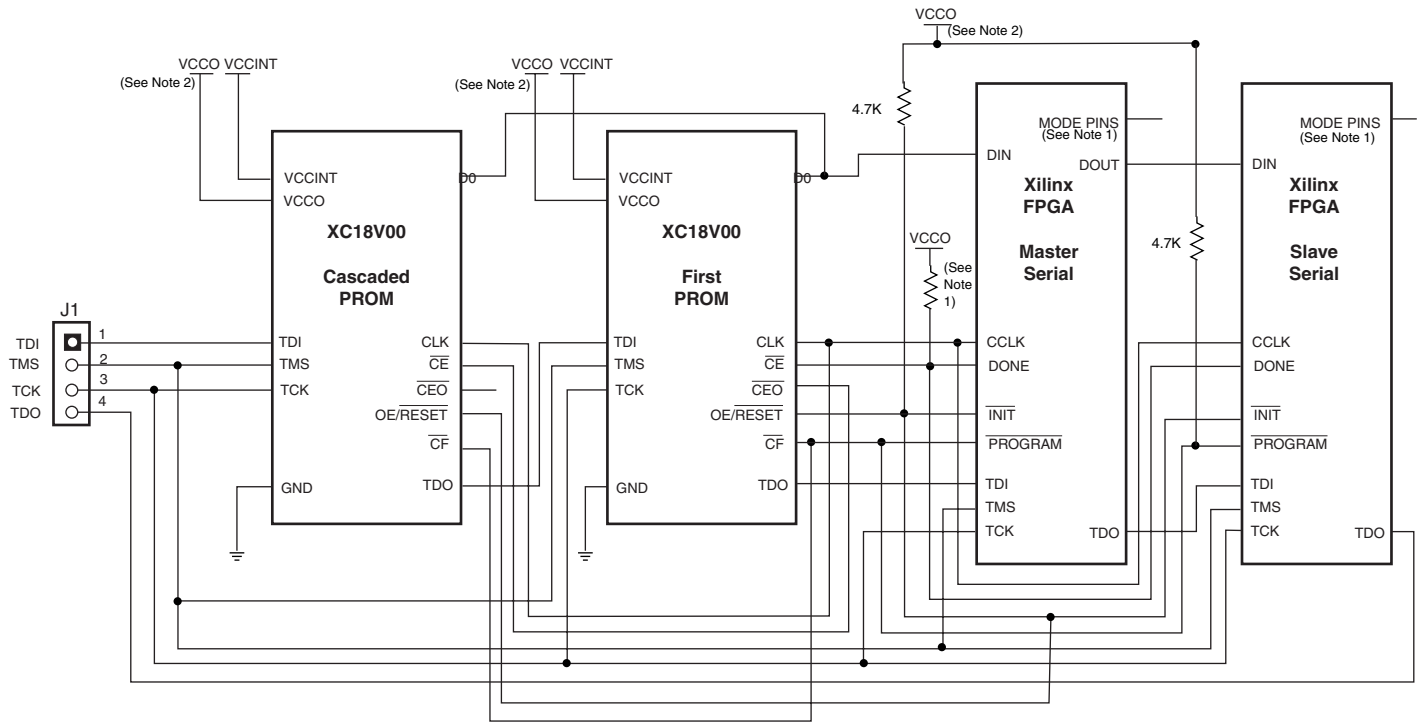 VCCO
(See Note 2)
VCCO VCCINT
(See Note 2)
VCCO VCCINT
(See Note 2)
4.7K
MODE PINS
(See Note 1)
MODE PINS
(See Note 1)
VCCINT
VCCO
D0
XC18V00
Cascaded
PROM
TDI
TMS
TCK
GND
CLK
CE
CEO
OE/RESET
CF
TDO
VCCINT
VCCO
D0
XC18V00
First
PROM
TDI
TMS
TCK
GND
CLK
CE
CEO
OE/RESET
CF
TDO
VCCO
(See
Note
1)
DIN
DOUT
Xilinx
FPGA
Master
Serial
CCLK
DONE
INIT
PROGRAM
TDI
TMS
TCK
TDO
4.7K
DIN
Xilinx
FPGA
Slave
Serial
CCLK
DONE
INIT
PROGRAM
TDI
TMS
TCK
TDO
J1
TDI 1
TMS 2
TCK 3
TDO 4